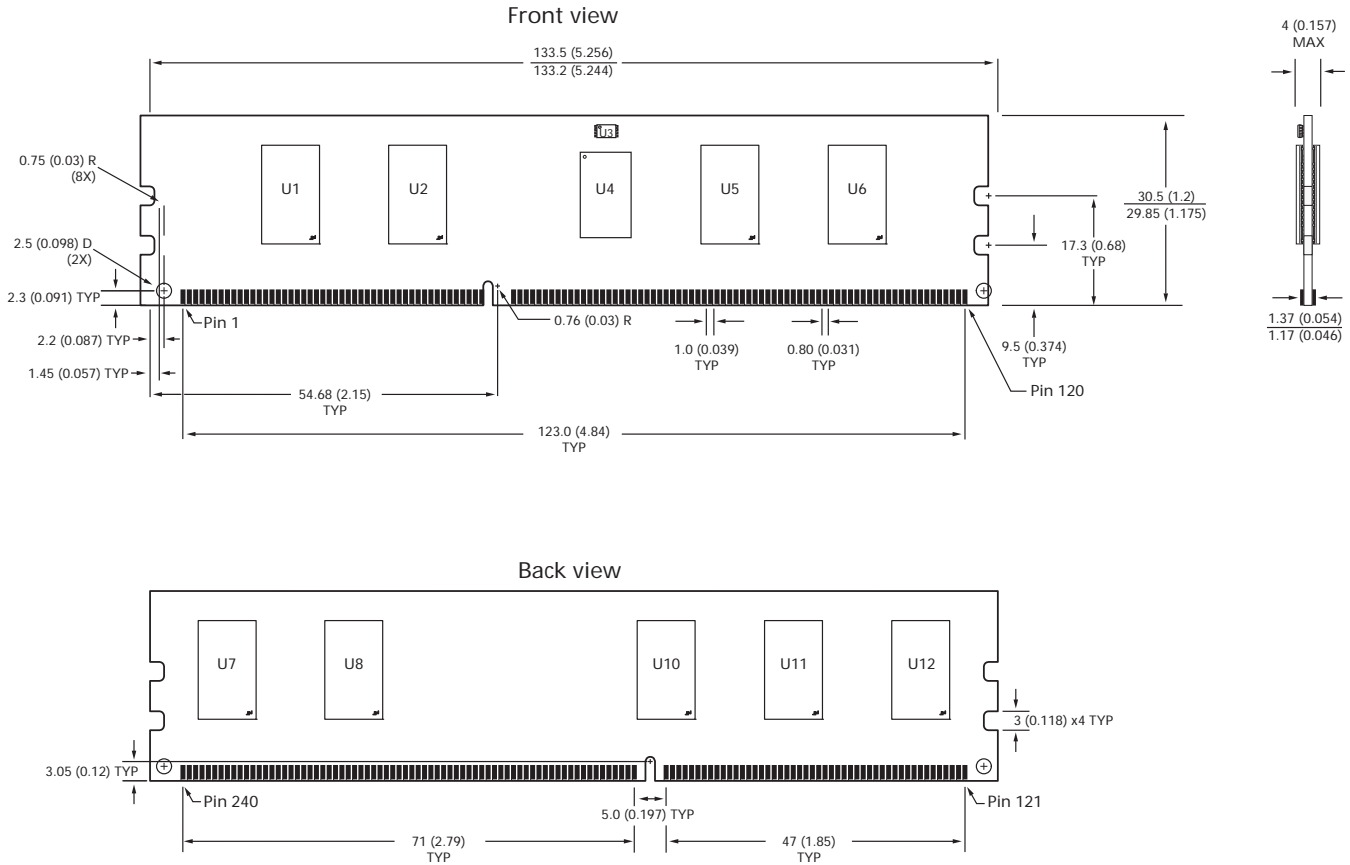 Front view
133.5 (5.256)
133.2 (5.244)
4 (0.157)
MAX
U3
0.75 (0.03) R
(8X)
U1
U2
U4
U5
U6
30.5 (1.2)
29.85 (1.175)
17.3 (0.68)
TYP
2.5 (0.098) D
(2X)
2.3 (0.091) TYP
Pin 1
0.76 (0.03) R
2.2 (0.087) TYP
1.0 (0.039)
TYP
0.80 (0.031)
TYP
9.5 (0.374)
TYP
1.37 (0.054)
1.17 (0.046)
1.45 (0.057) TYP
Pin 120
54.68 (2.15)
TYP
123.0 (4.84)
TYP
Back view
U7
U8
U10
U11
U12
3 (0.118) x4 TYP
3.05 (0.12) TYP
Pin 240
5.0 (0.197) TYP
Pin 121
71 (2.79)
TYP
47 (1.85)
TYP